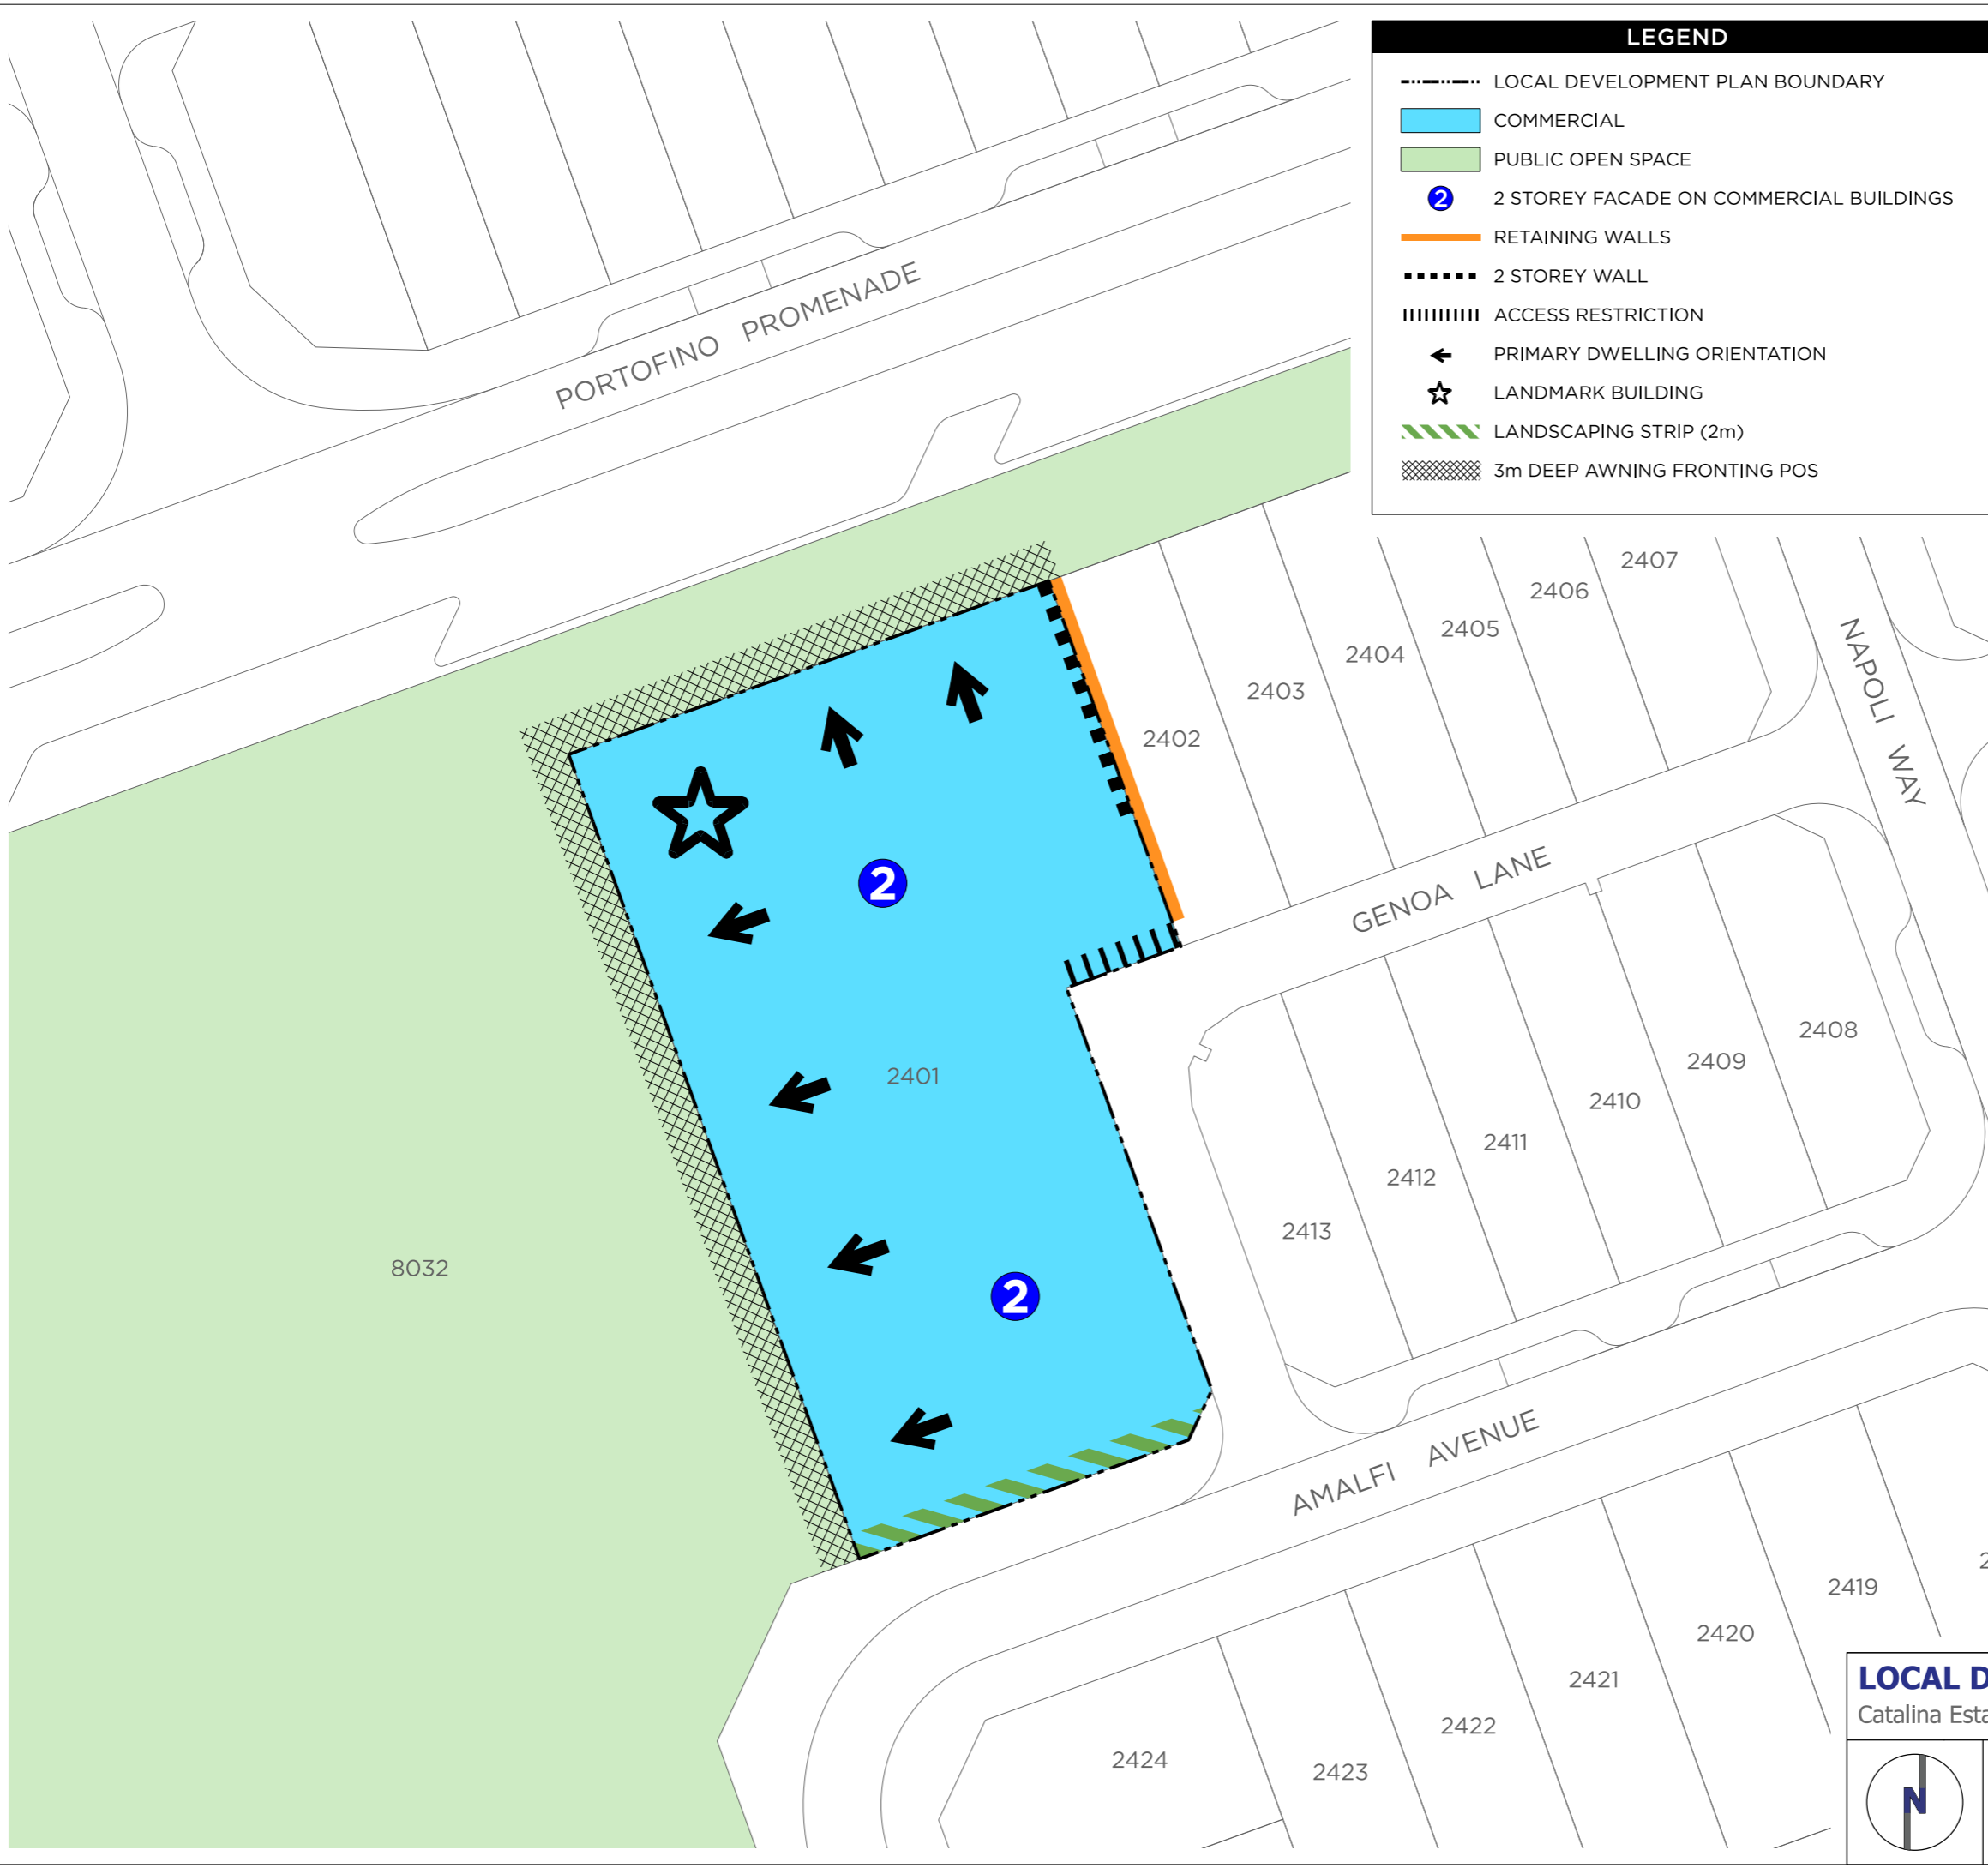 LEGEND
LOCAL DEVELOPMENT PLAN BOUNDARY
COMMERCIAL
PUBLIC OPEN SPACE
2 2 STOREY FACADE ON COMMERCIAL BUILDINGS
RETAINING WALLS
2 STOREY WALL
ACCESS RESTRICTION
PRIMARY DWELLING ORIENTATION
LANDMARK BUILDING
LANDSCAPING STRIP (2m)
3m DEEP AWNING FRONTING POS
PORTOFINO PROMENADE
2407
2406
2405
2404
2403
2402
NAPOLI WAY
2
GENOA LANE
2401
2408
2409
2410
2411
2412
2413
8032
2
AMALFI AVENUE
2419
2420
2421
2422
2423
2424
LOCAL D
Catalina Esta
N